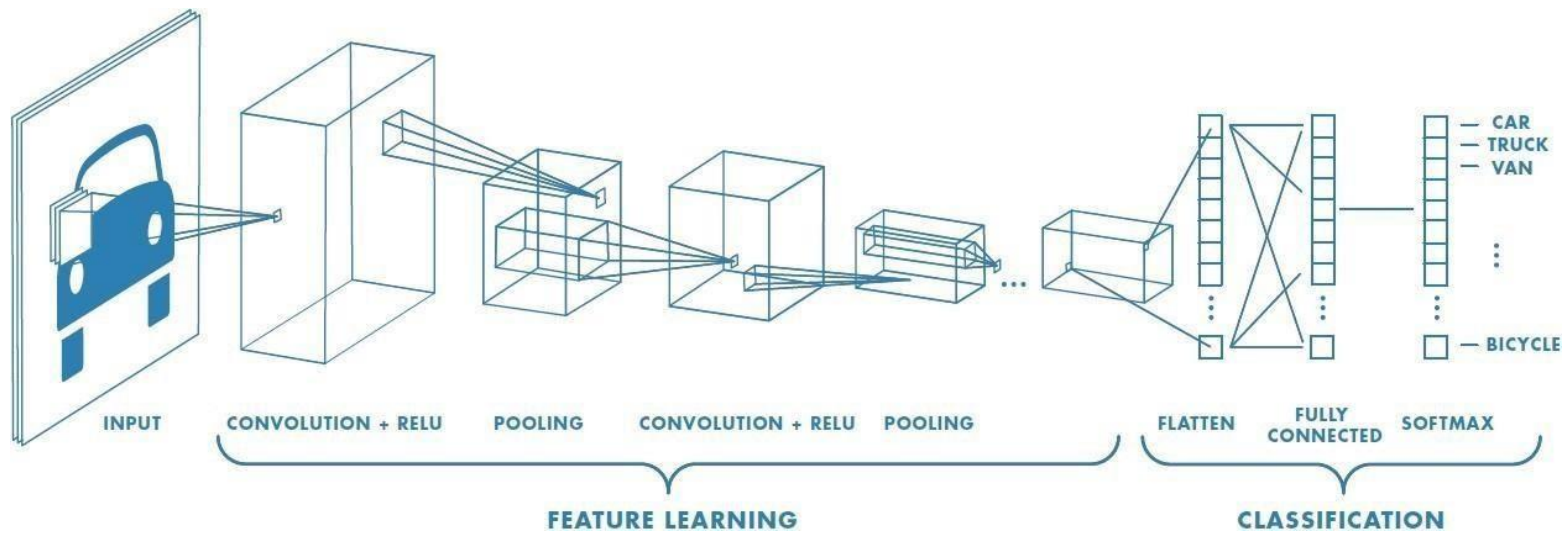 CAR
TRUCK
VAN
BICYCLE
INPUT
CONVOLUTION + RELU
POOLING
CONVOLUTION + RELU
POOLING
FLATTEN
FULLY
CONNECTED
SOFTMAX
FEATURE LEARNING
CLASSIFICATION